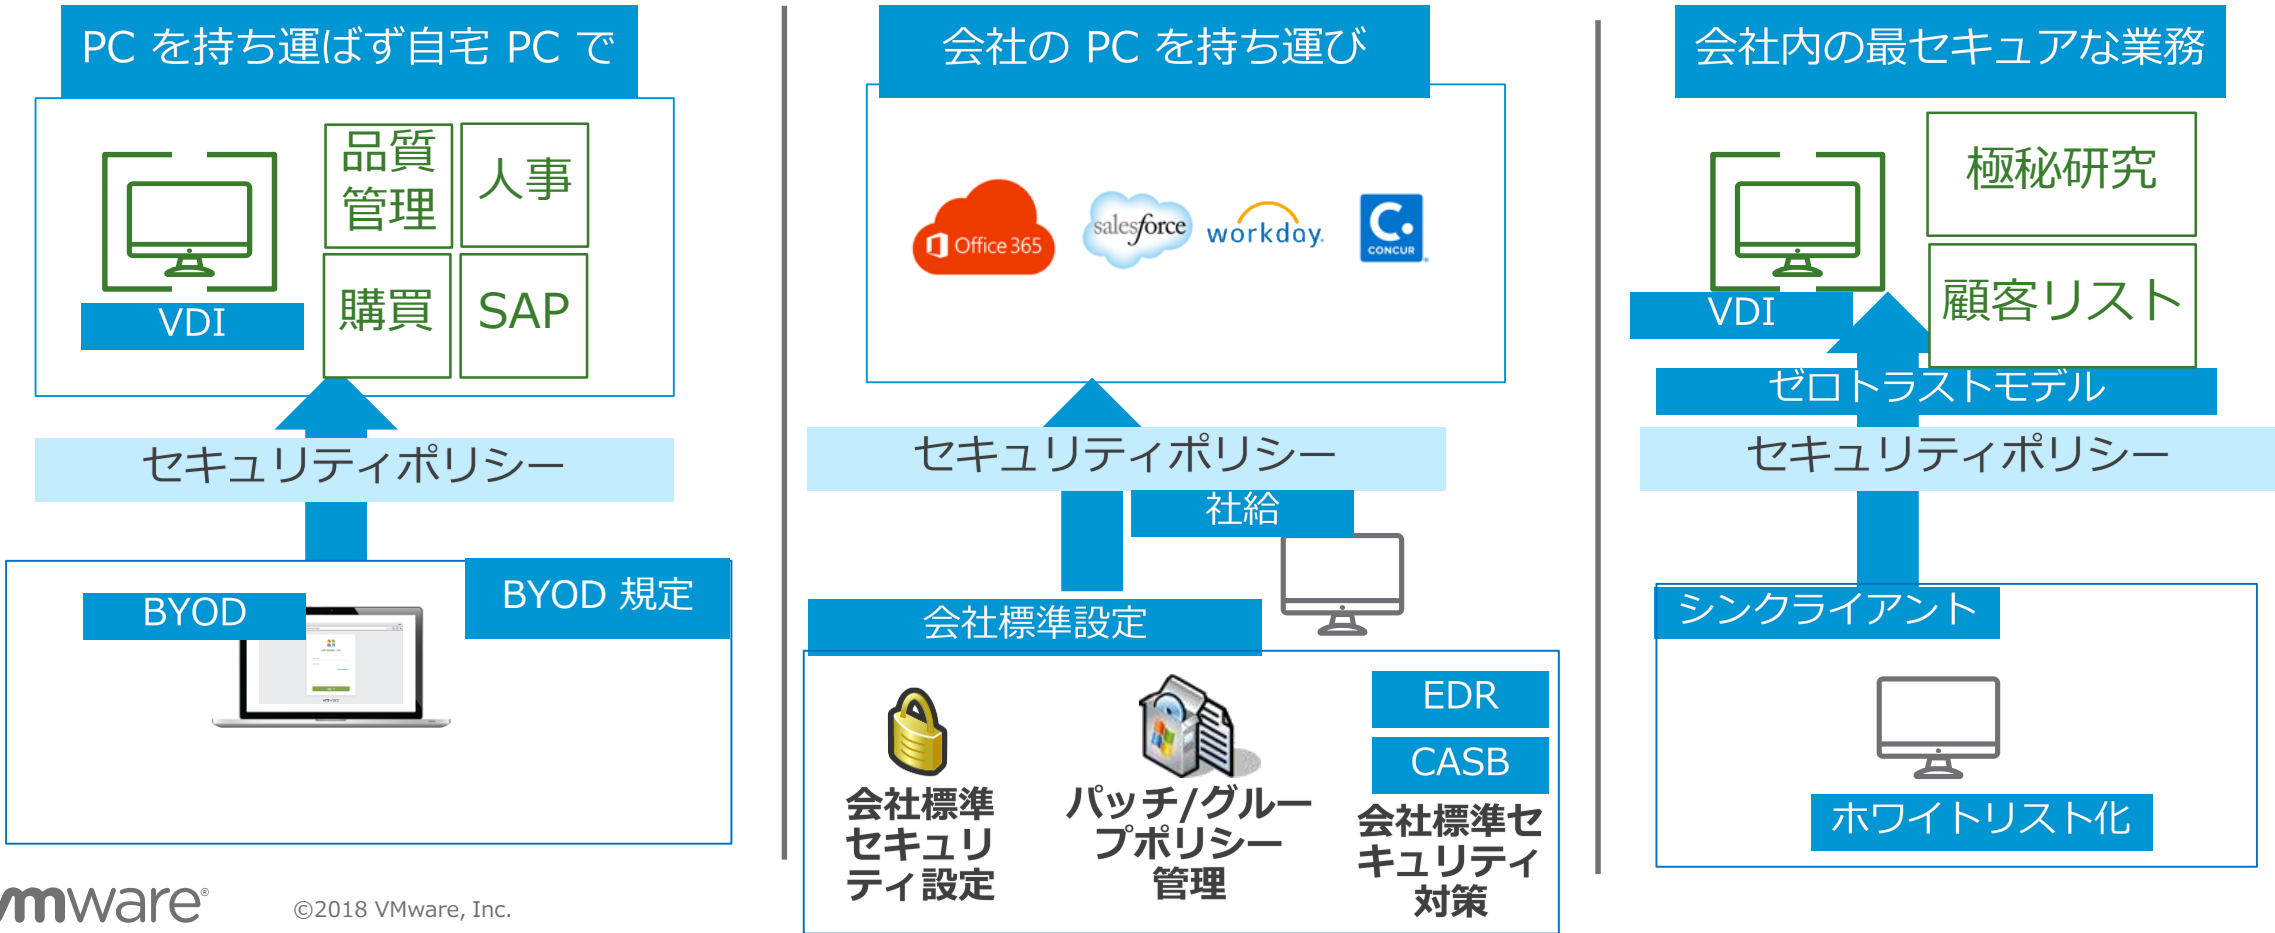 PC を持ち運ばず自宅 PC で
品質
管理
人事
購買
SAP
VDI
セキュリティポリシー
BYOD
BYOD 規定
会社の PC を持ち運び
Office 365
salesforce
workday.
C.
CONCUR
セキュリティポリシー
社給
会社標準設定
会社標準
セキュリ
ティ設定
パッチ/グルー
プポリシー
管理
EDR
CASB
会社標準セ
キュリティ
対策
会社内の最セキュアな業務
極秘研究
顧客リスト
VDI
ゼロトラストモデル
セキュリティポリシー
シンクライアント
ホワイトリスト化
vmware®
©2018 VMware, Inc.